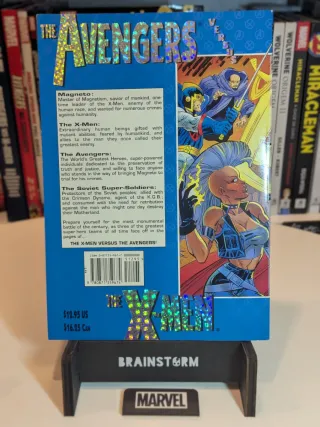 THE AVENGERS
VERSUS
Magneto:
Master of Magnetism, savior of mankind, one
time leader of the X-Men, enemy of the
human race, and wanted for numerous crimes
against humanity.
The X-Men:
Extraordinary human beings gifted with
mutant abilities, feared by humankind, and
allies to the man they once called their
greatest enemy.
The Avengers:
The World's Greatest Heroes, super-powered
individuals dedicated to the preservation of
truth and justice, and willing to face anyone
who stands in the way of bringing Magneto to
trial for his crimes.
The Soviet Super-Soldiers:
Protectors of the Soviet peoples, allied with
the Crimson Dynamo, agent of the K.G.B.,
and consumed with the need for retribution
against the man who might one day destroy
their Motherland.
Prepare yourself for the most monumental
battle of the century, as three of the greatest
super-hero teams of all time face off in the
pages of...
THE X-MEN VERSUS THE AVENGERS!
THE X-MEN
$12.95 US
$16.25 Can
BRAINSTORM
MARVEL
WOLVERINE
WOLVERINE
MIRACLEMAN
MIRACLEMAN